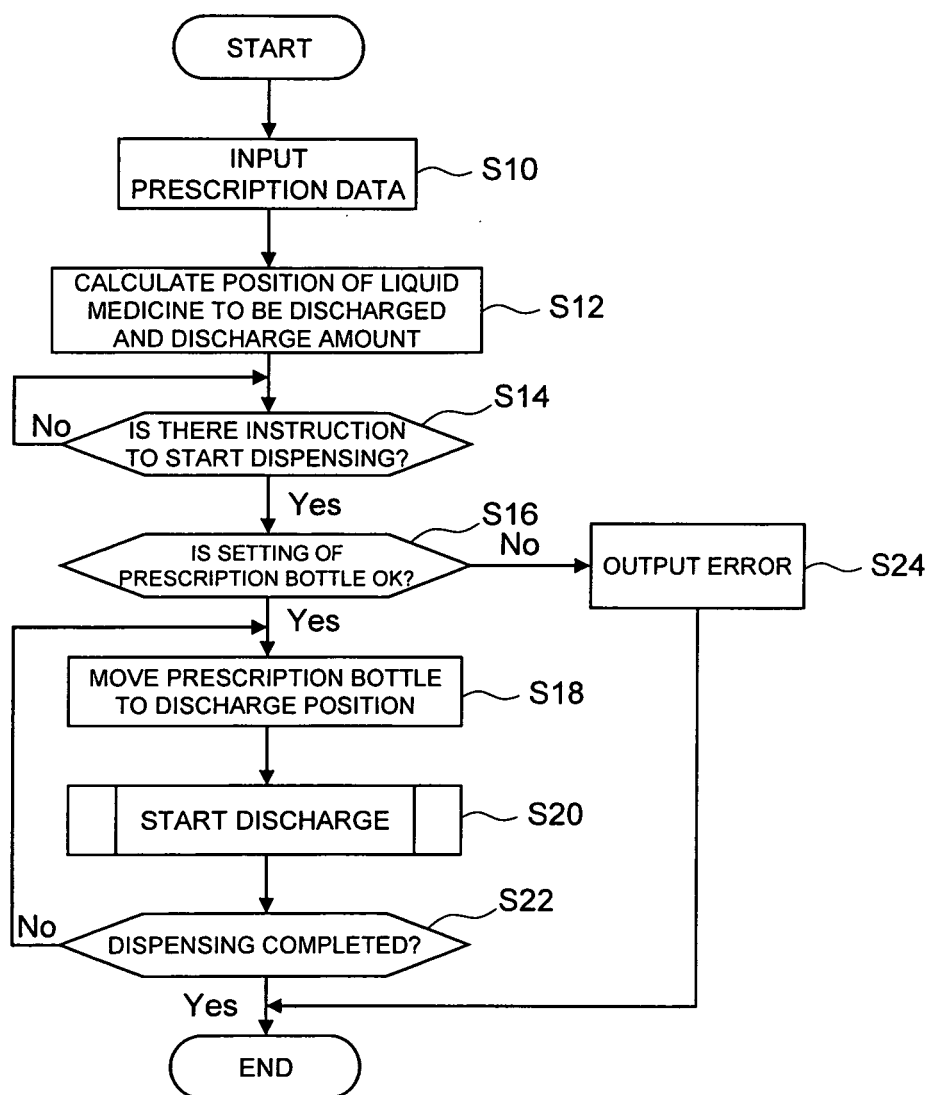 START
INPUT
PRESCRIPTION DATA
S10
CALCULATE POSITION OF LIQUID
MEDICINE TO BE DISCHARGED
AND DISCHARGE AMOUNT
S12
S14
No
IS THERE INSTRUCTION
TO START DISPENSING?
Yes
S16
IS SETTING OF
PRESCRIPTION BOTTLE OK?
No
OUTPUT ERROR
S24
Yes
MOVE PRESCRIPTION BOTTLE
TO DISCHARGE POSITION
S18
START DISCHARGE
S20
S22
No
DISPENSING COMPLETED?
Yes
END